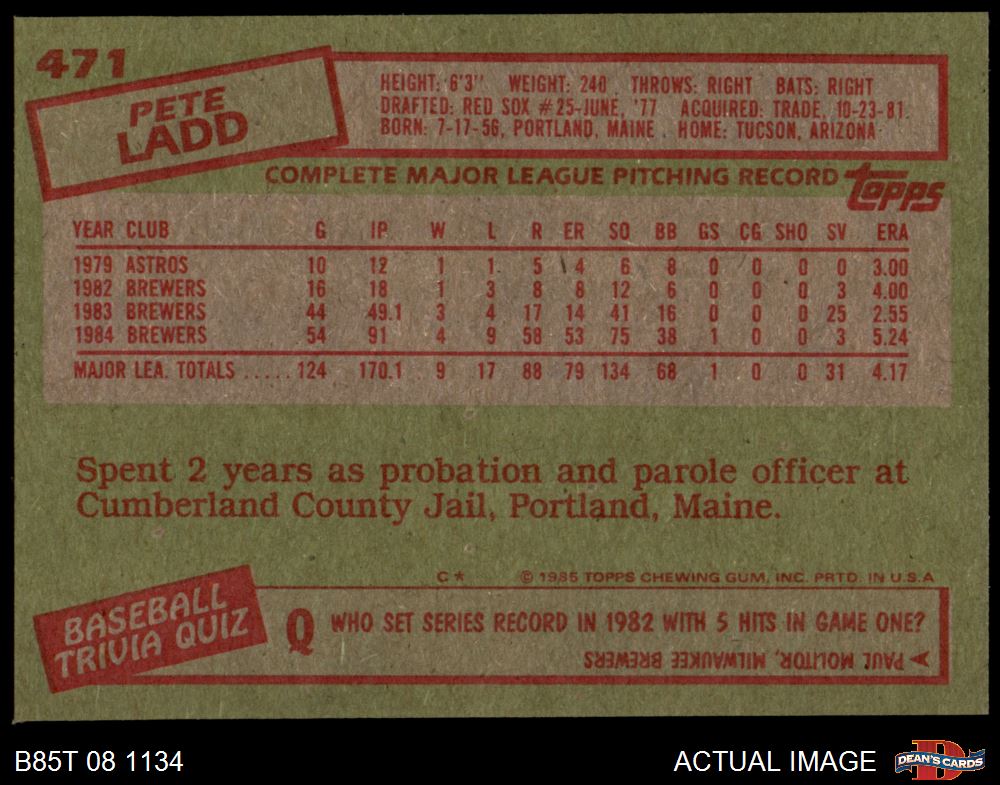 471
PETE
LADD
HEIGHT: 6'3" WEIGHT: 240 THROWS: RIGHT BATS: RIGHT
DRAFTED: RED SOX #25-JUNE, '77 ACQUIRED: TRADE, 10-23-81.
BORN: 7-17-56, PORTLAND, MAINE . HOME: TUCSON, ARIZONA
COMPLETE MAJOR LEAGUE PITCHING RECORD
topps
YEAR CLUB G IP W L R ER SO BB GS CG SHO SV ERA
1979 ASTROS 10 12 1 1 5 4 6 8 0 0 0 0 3.00
1982 BREWERS 16 18 1 3 8 8 12 6 0 0 0 3 4.00
1983 BREWERS 44 49.1 3 4 17 14 41 16 0 0 0 25 2.55
1984 BREWERS 54 91 4 9 58 53 75 38 1 0 0 3 5.24
MAJOR LEA. TOTALS ..... 124 170.1 9 17 88 79 134 68 1 0 0 31 4.17
Spent 2 years as probation and parole officer at
Cumberland County Jail, Portland, Maine.
C* © 1985 TOPPS CHEWING GUM, INC. PRTD. IN U.S.A
BASEBALL
TRIVIA QUIZ
Q WHO SET SERIES RECORD IN 1982 WITH 5 HITS IN GAME ONE?
PAUL MOLITOR, MILWAUKEE BREWERS
B85T 08 1134
ACTUAL IMAGE
D
DEAN'S CARDS